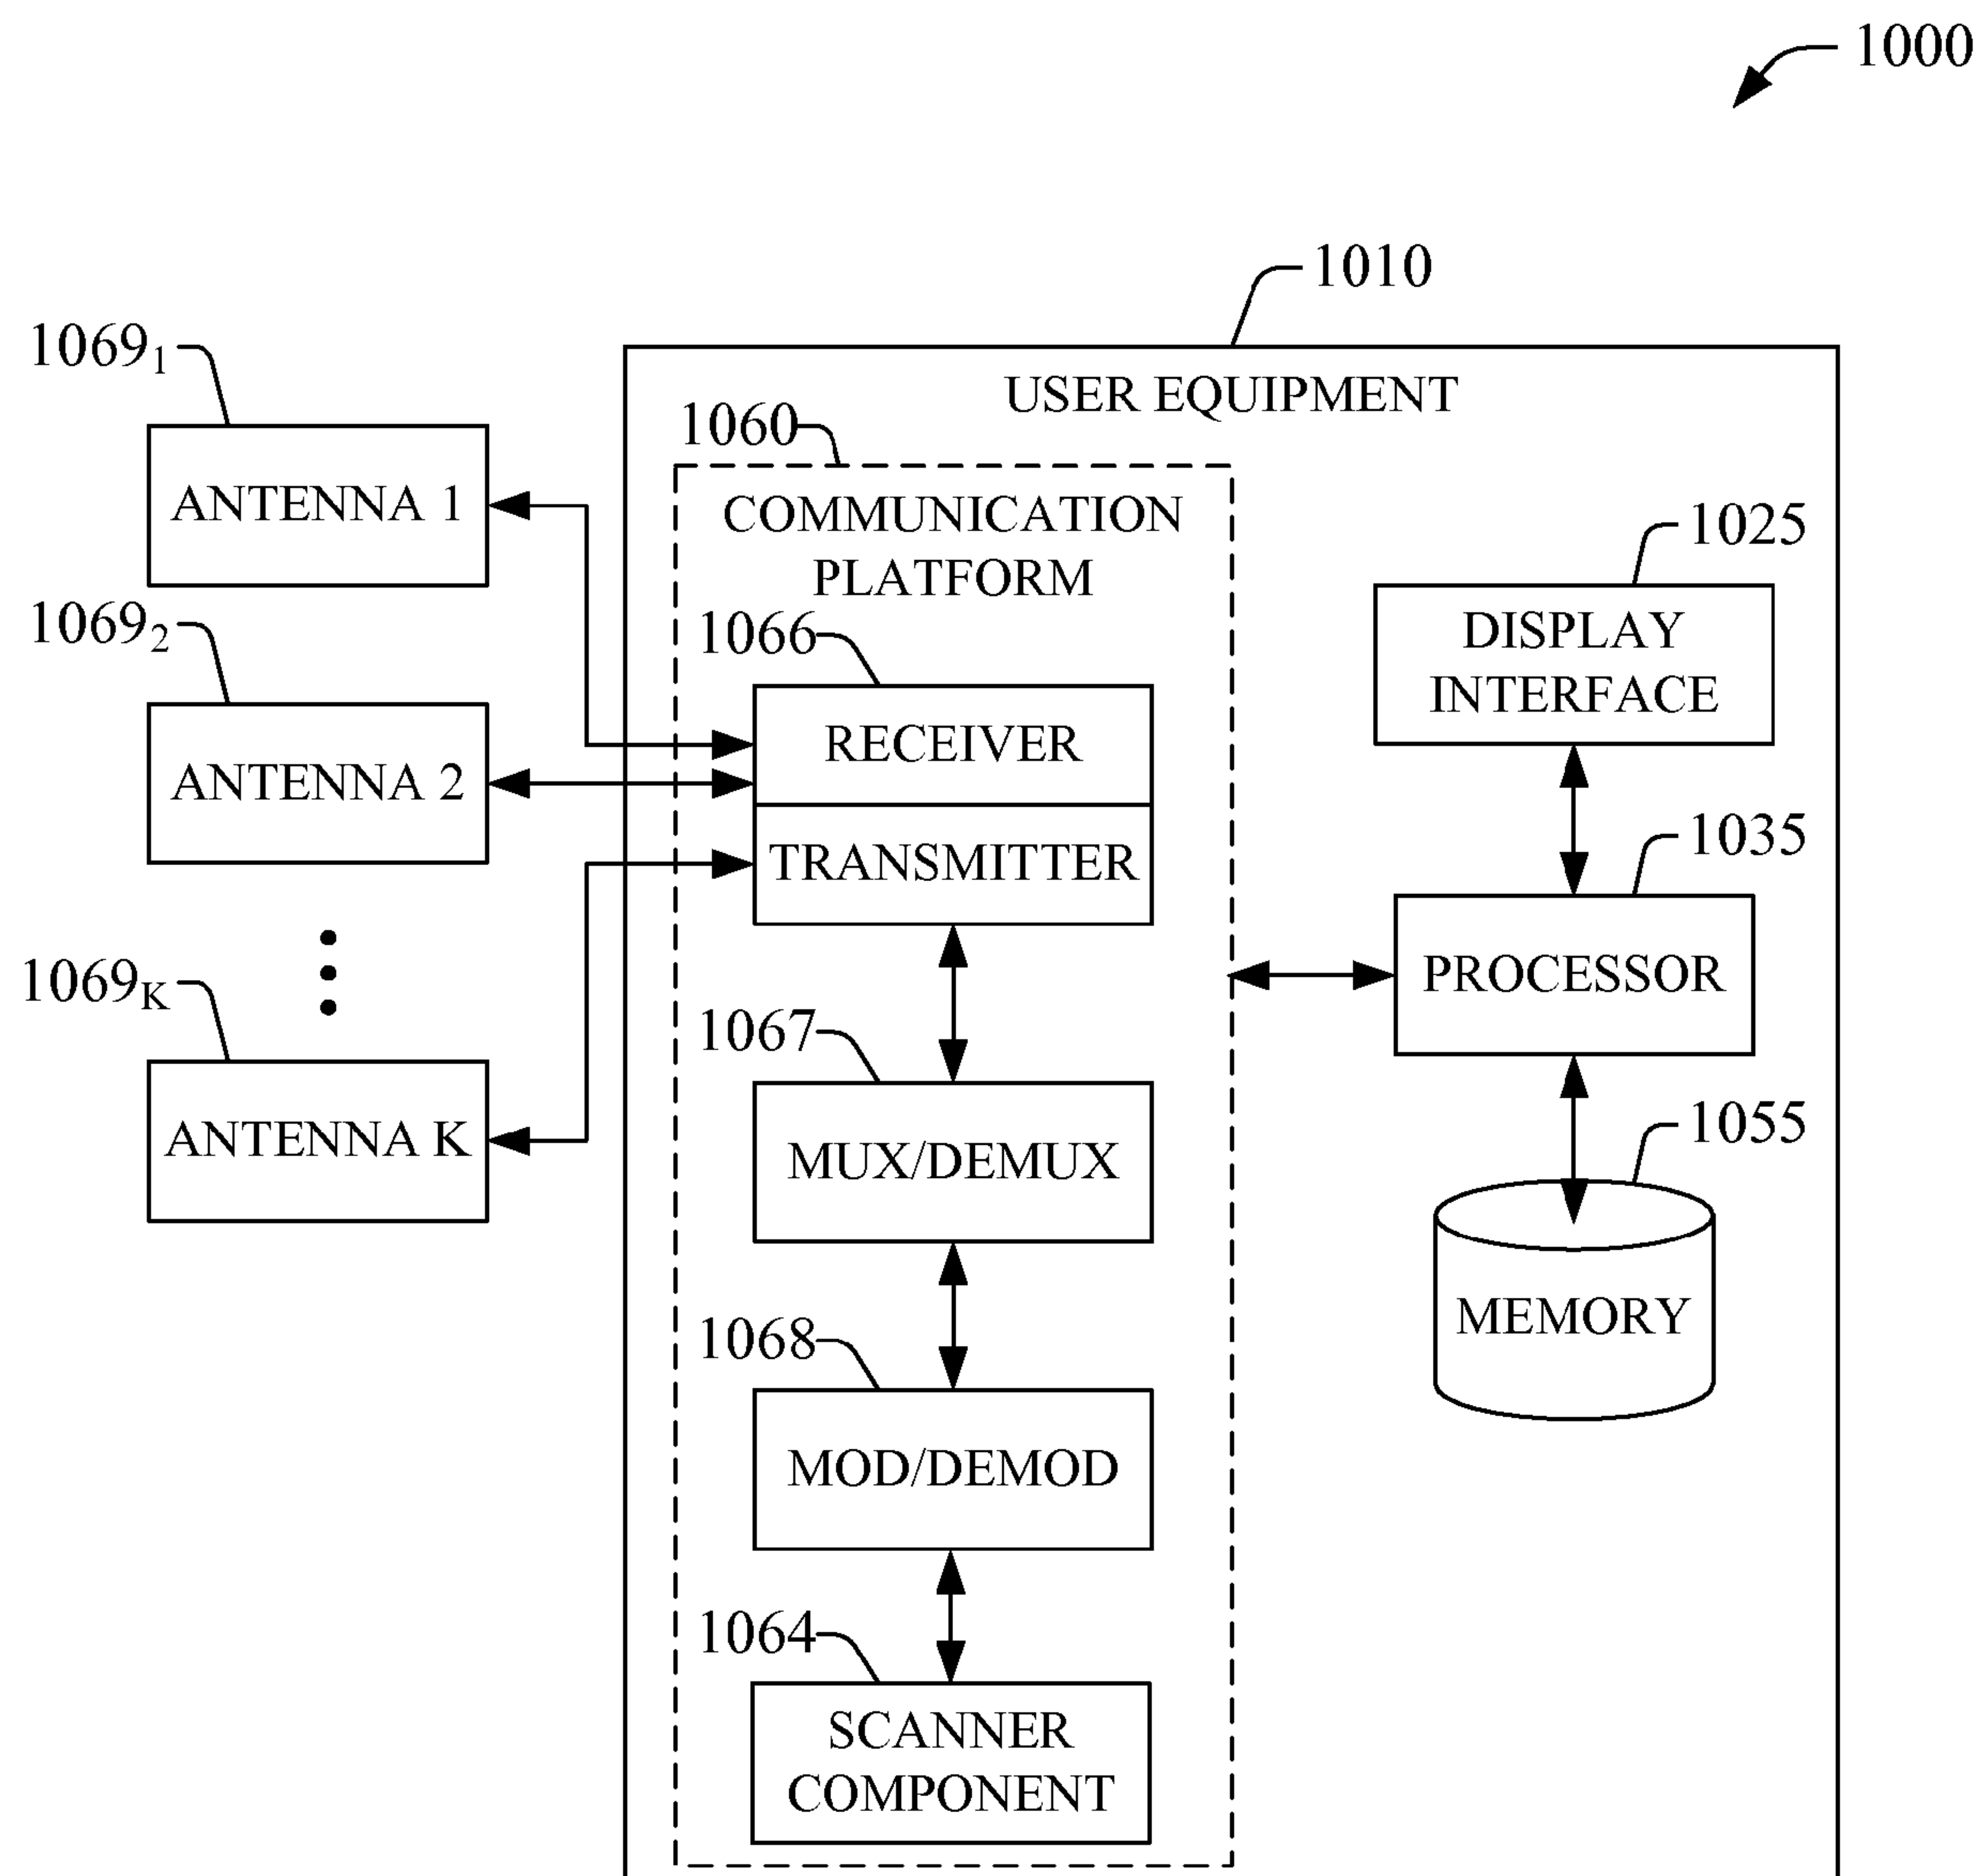 1000
1010
1069₁
USER EQUIPMENT
1060
ANTENNA 1
COMMUNICATION
PLATFORM
1025
DISPLAY
INTERFACE
1069₂
1066
RECEIVER
ANTENNA 2
TRANSMITTER
1035
PROCESSOR
1069K
1067
ANTENNA K
MUX/DEMUX
1055
MEMORY
1068
MOD/DEMOD
1064
SCANNER
COMPONENT